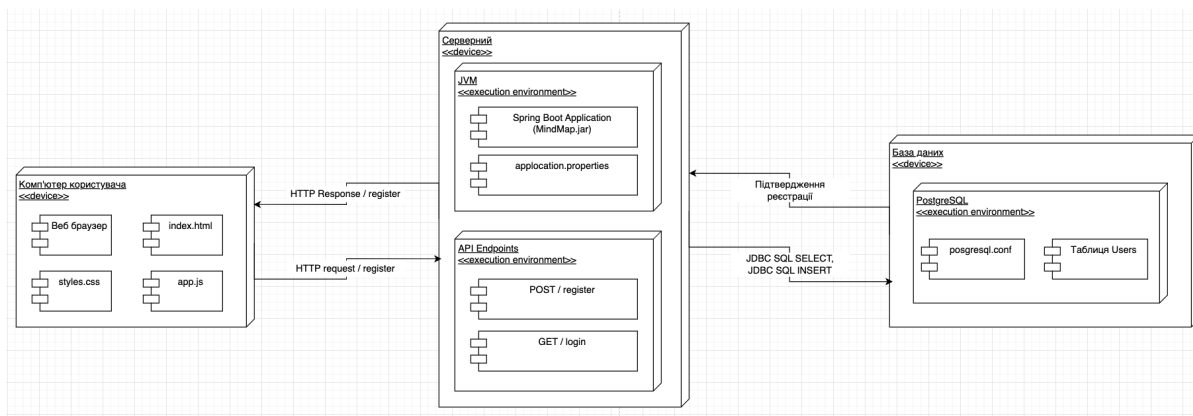 Серверний
<<device>>
JVM
<<execution environment>>
Spring Boot Application
(MindMap.jar)
applocation.properties
API Endpoints
<<execution environment>>
POST / register
GET / login
Комп'ютер користувача
<<device>>
Веб браузер
index.html
styles.css
app.js
HTTP Response / register
HTTP request / register
Підтвердження
реєстрації
JDBC SQL SELECT,
JDBC SQL INSERT
База даних
<<device>>
PostgreSQL
<<execution environment>>
posgresql.conf
Таблиця Users